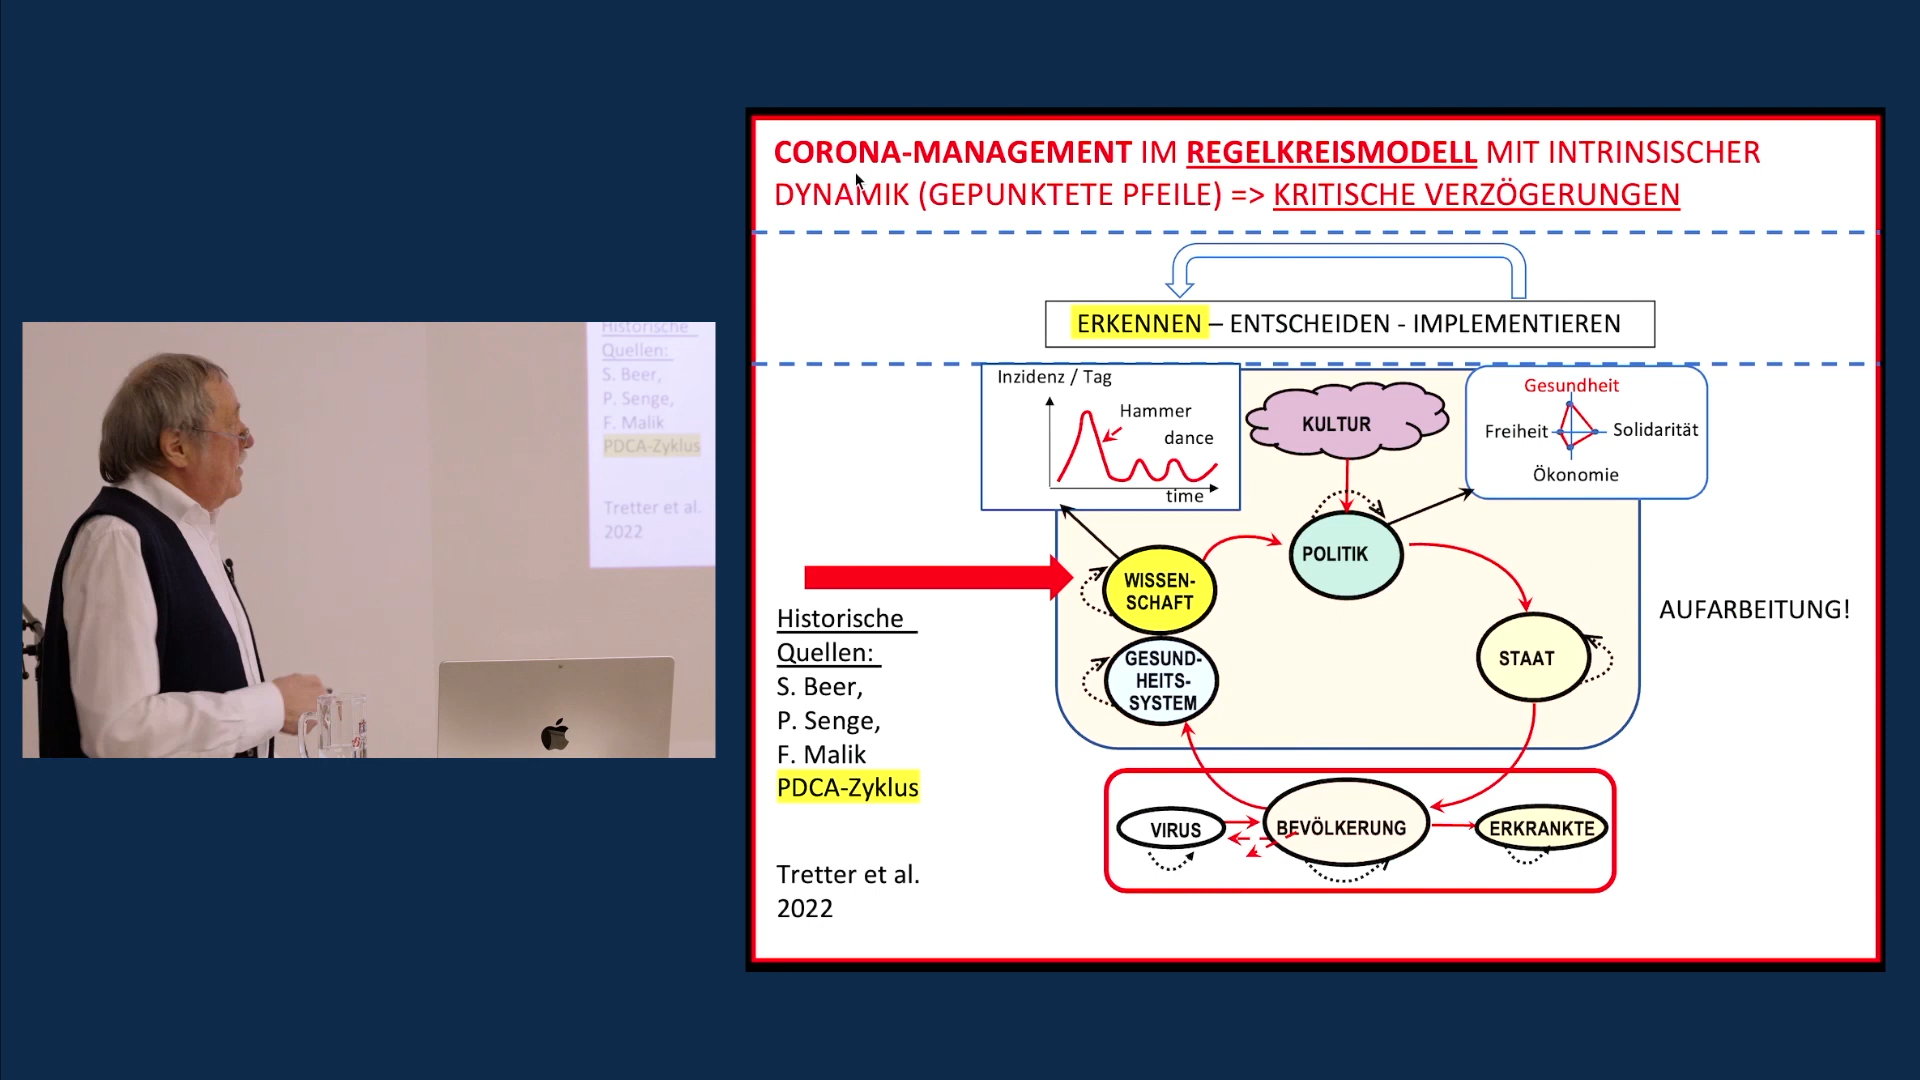 CORONA-MANAGEMENT IM REGELKREISMODELL MIT INTRINSISCHER
DYNAMIK (GEPUNKTETE PFEILE) => KRITISCHE VERZÖGERUNGEN
ERKENNEN – ENTSCHEIDEN - IMPLEMENTIEREN
Inzidenz / Tag
Hammer
dance
time
KULTUR
Gesundheit
Freiheit
Solidarität
Ökonomie
POLITIK
WISSEN-
SCHAFT
GESUND-
HEITS-
SYSTEM
STAAT
AUFARBEITUNG!
Historische
Quellen:
S. Beer,
P. Senge,
F. Malik
PDCA-Zyklus
VIRUS
BEVÖLKERUNG
ERKRANKTE
Tretter et al.
2022
Historische
Quellen:
S. Beer,
P. Senge,
F. Malik
PDCA-Zyklus
Tretter et al.
2022